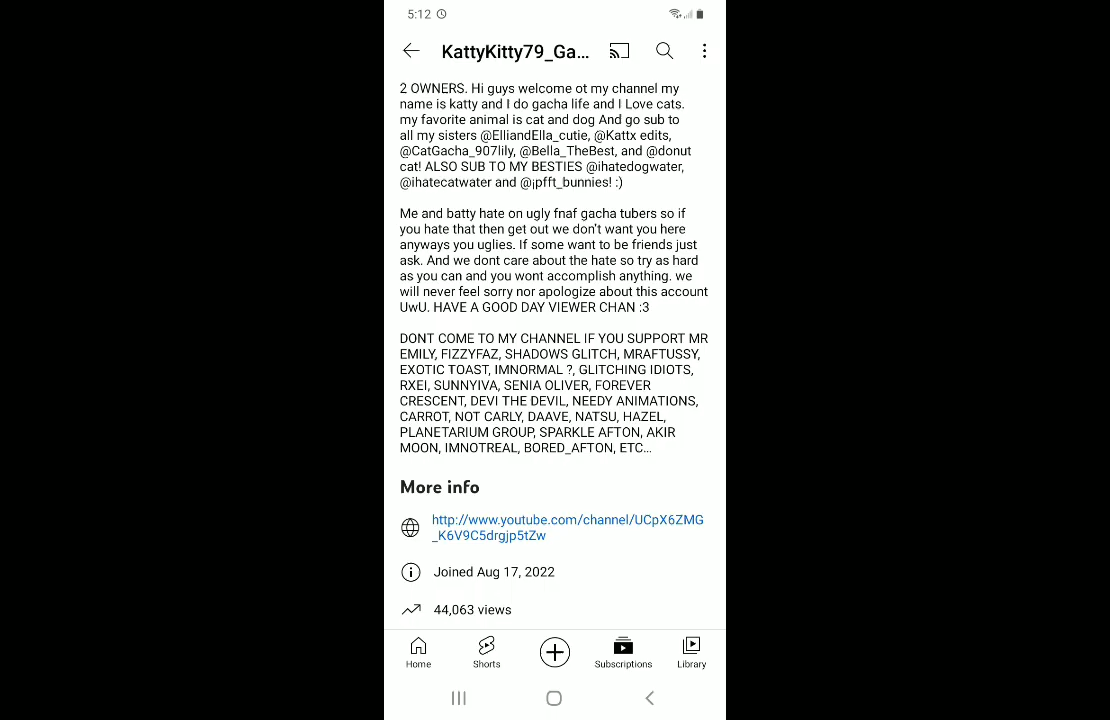 5:12
KattyKitty79_Ga...
2 OWNERS. Hi guys welcome ot my channel my
name is katty and I do gacha life and I Love cats.
my favorite animal is cat and dog And go sub to
all my sisters @ElliandElla_cutie, @Kattx edits,
@CatGacha_907lily, @Bella_TheBest, and @donut
cat! ALSO SUB TO MY BESTIES @ihatedogwater,
@ihatecatwater and @¡pfft_bunnies! :)
Me and batty hate on ugly fnaf gacha tubers so if
you hate that then get out we don't want you here
anyways you uglies. If some want to be friends just
ask. And we dont care about the hate so try as hard
as you can and you wont accomplish anything. we
will never feel sorry nor apologize about this account
UwU. HAVE A GOOD DAY VIEWER CHAN :3
DONT COME TO MY CHANNEL IF YOU SUPPORT MR
EMILY, FIZZYFAZ, SHADOWS GLITCH, MRAFTUSSY,
EXOTIC TOAST, IMNORMAL ?, GLITCHING IDIOTS,
RXEI, SUNNYIVA, SENIA OLIVER, FOREVER
CRESCENT, DEVI THE DEVIL, NEEDY ANIMATIONS,
CARROT, NOT CARLY, DAAVE, NATSU, HAZEL,
PLANETARIUM GROUP, SPARKLE AFTON, AKIR
MOON, IMNOTREAL, BORED_AFTON, ETC...
More info
http://www.youtube.com/channel/UCpX6ZMG
_K6V9C5drgjp5tZw
Joined Aug 17, 2022
44,063 views
Home
Shorts
Subscriptions
Library